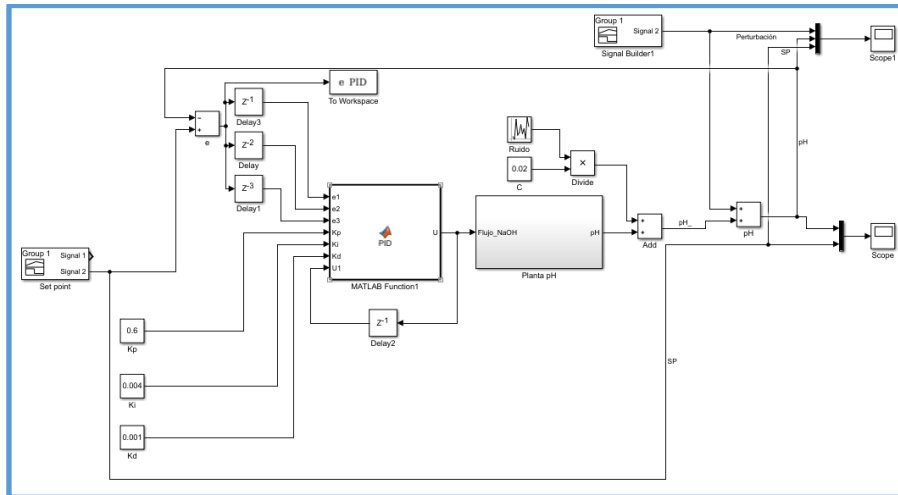 Group 1
Signal 2
Signal Builder1
Perturbación
SP
Scope1
e PID
To Workspace
Z-1
Delay3
e
Z-2
Delay
Z-3
Delay1
Ruido
0.02
C
×
Divide
pH
e1
e2
e3
Kp
Ki
Kd
U1
PID
U
MATLAB Function1
Flujo_NaOH
pH
Planta pH
Add
pH_
pH
Scope
Group 1
Signal 1
Signal 2
Set point
Z-1
Delay2
0.6
Kp
SP
0.004
Ki
0.001
Kd